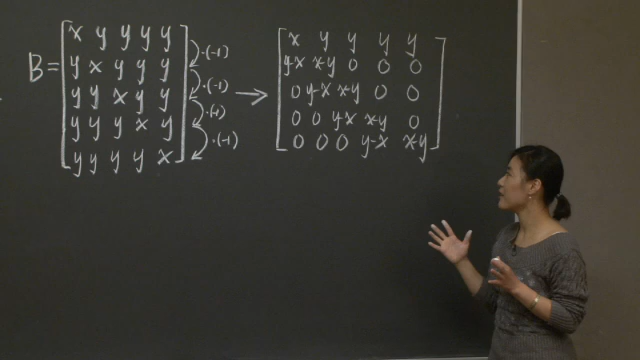 B = [ x y y y y ] ·(-1) → [ x y y y y ]
[ y x y y y ] ·(-1) [ y-x x-y 0 0 0 ]
[ y y x y y ] ·(1) [ 0 y-x x-y 0 0 ]
[ y y y x y ] ·(-1) [ 0 0 y-x x-y 0 ]
[ y y y y x ] [ 0 0 0 y-x x-y ]